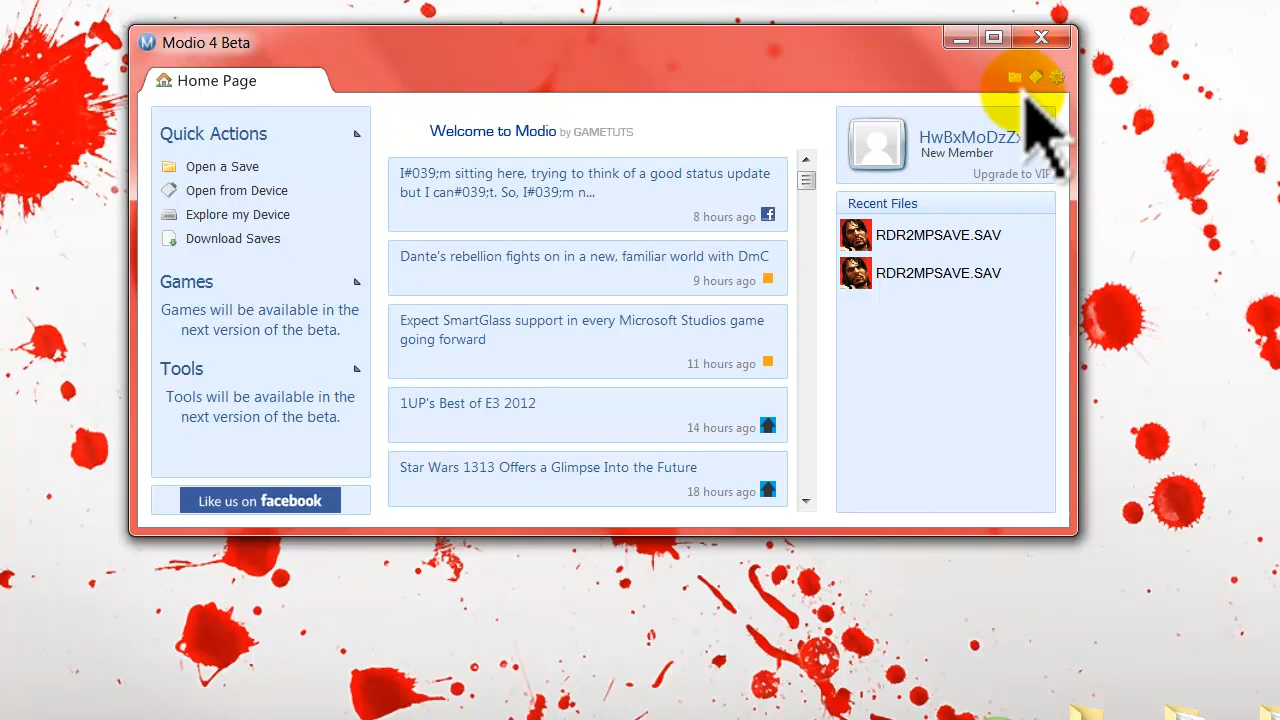 Modio 4 Beta
Home Page
Quick Actions
Open a Save
Open from Device
Explore my Device
Download Saves
Games
Games will be available in the
next version of the beta.
Tools
Tools will be available in the
next version of the beta.
Like us on facebook
Welcome to Modio by GAMETUTS
I#039;m sitting here, trying to think of a good status update
but I can#039;t. So, I#039;m n...
8 hours ago
Dante's rebellion fights on in a new, familiar world with DmC
9 hours ago
Expect SmartGlass support in every Microsoft Studios game
going forward
11 hours ago
1UP's Best of E3 2012
14 hours ago
Star Wars 1313 Offers a Glimpse Into the Future
18 hours ago
HwBxMoDzZx
New Member
Upgrade to VIP
Recent Files
RDR2MPSAVE.SAV
RDR2MPSAVE.SAV